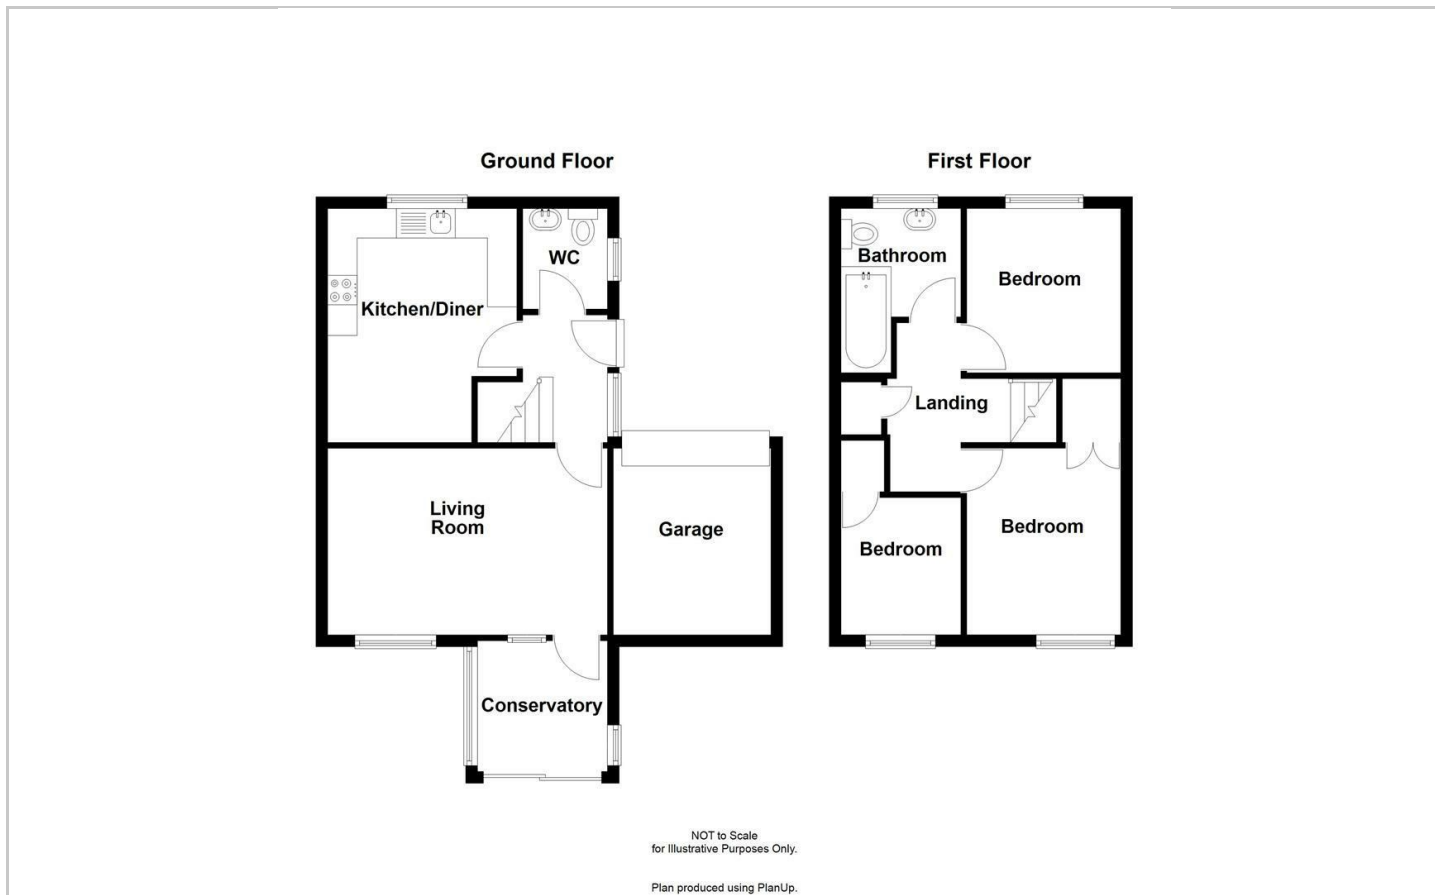 Ground Floor
First Floor
WC
Kitchen/Diner
Living
Room
Garage
Conservatory
Bathroom
Bedroom
Landing
Bedroom
Bedroom
NOT to Scale
for Illustrative Purposes Only.
Plan produced using PlanUp.